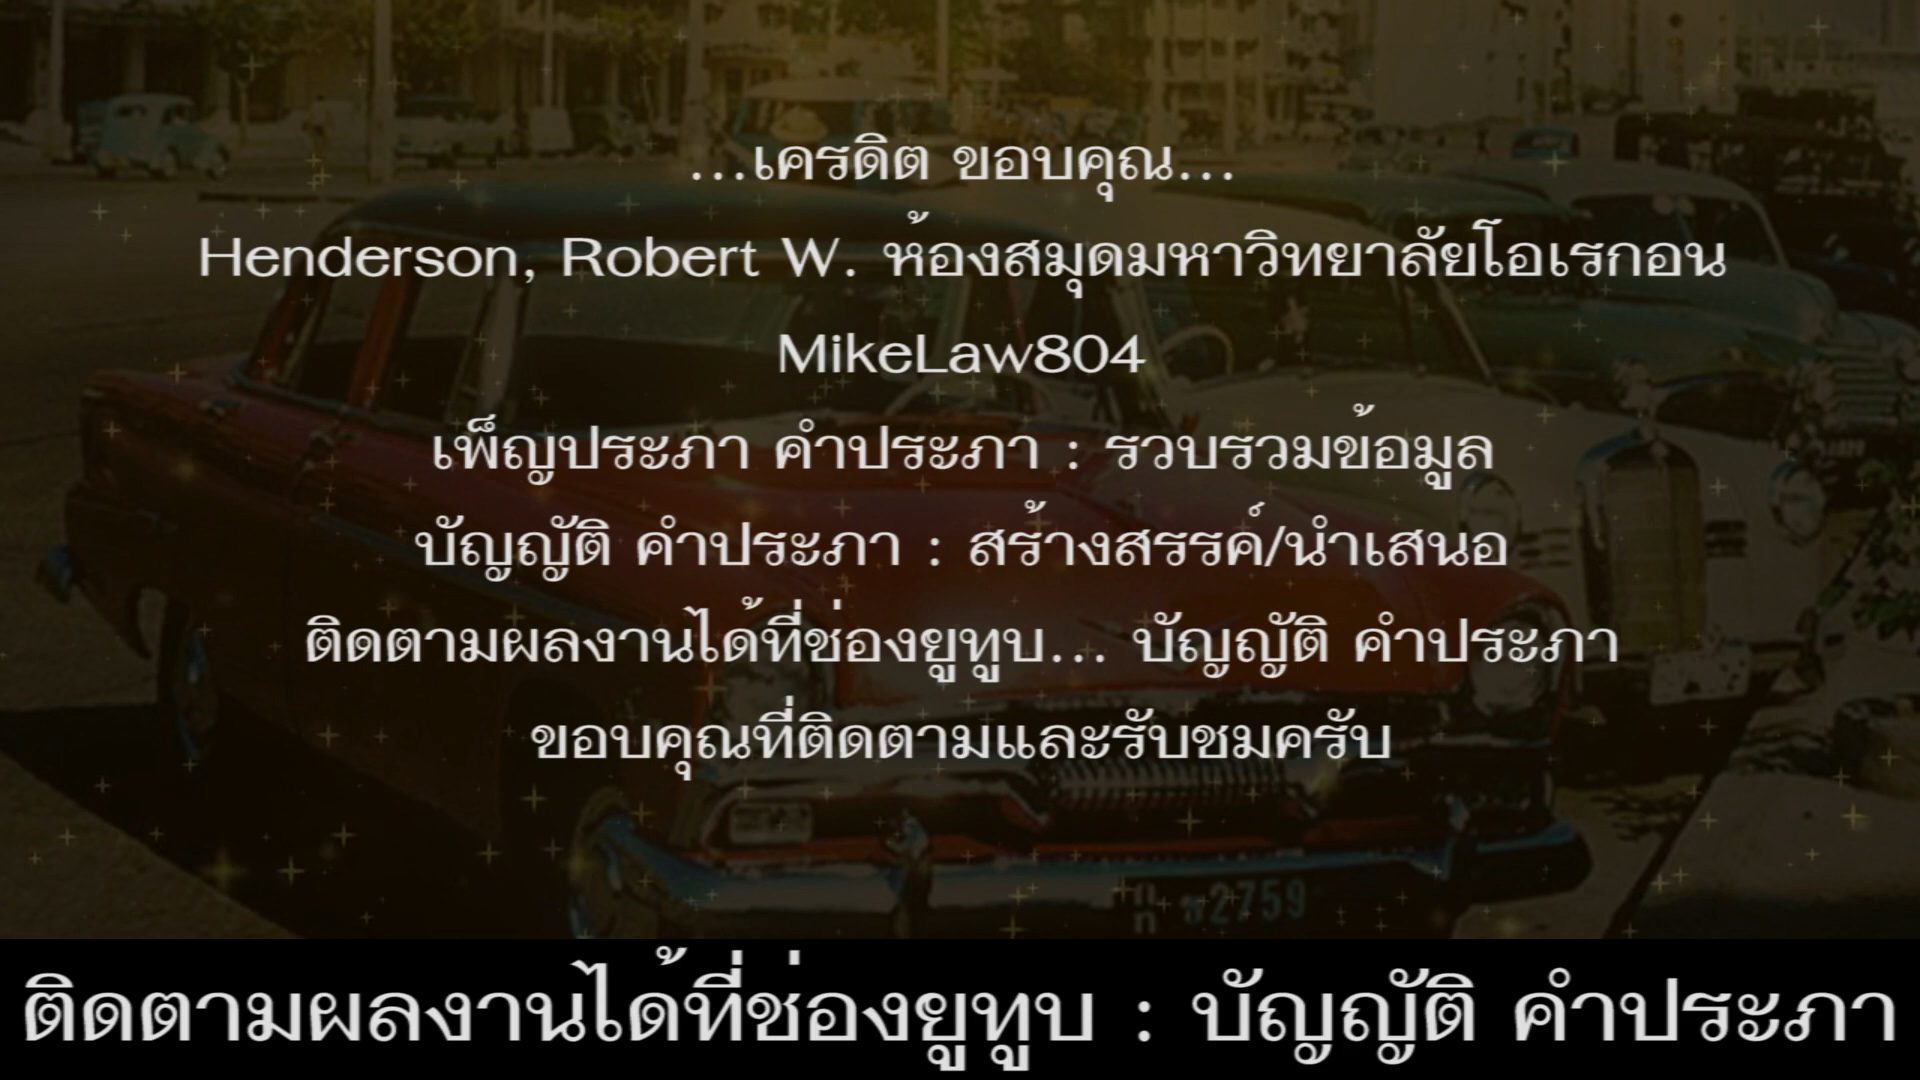 ...เครดิต ขอบคุณ...
Henderson, Robert W. ห้องสมุดมหาวิทยาลัยโอเรกอน
MikeLaw804
เพ็ญประภา คำประภา : รวบรวมข้อมูล
บัญญัติ คำประภา : สร้างสรรค์/นำเสนอ
ติดตามผลงานได้ที่ช่องยูทูบ... บัญญัติ คำประภา
ขอบคุณที่ติดตามและรับชมครับ
2759
ติดตามผลงานได้ที่ช่องยูทูบ : บัญญัติ คำประภา